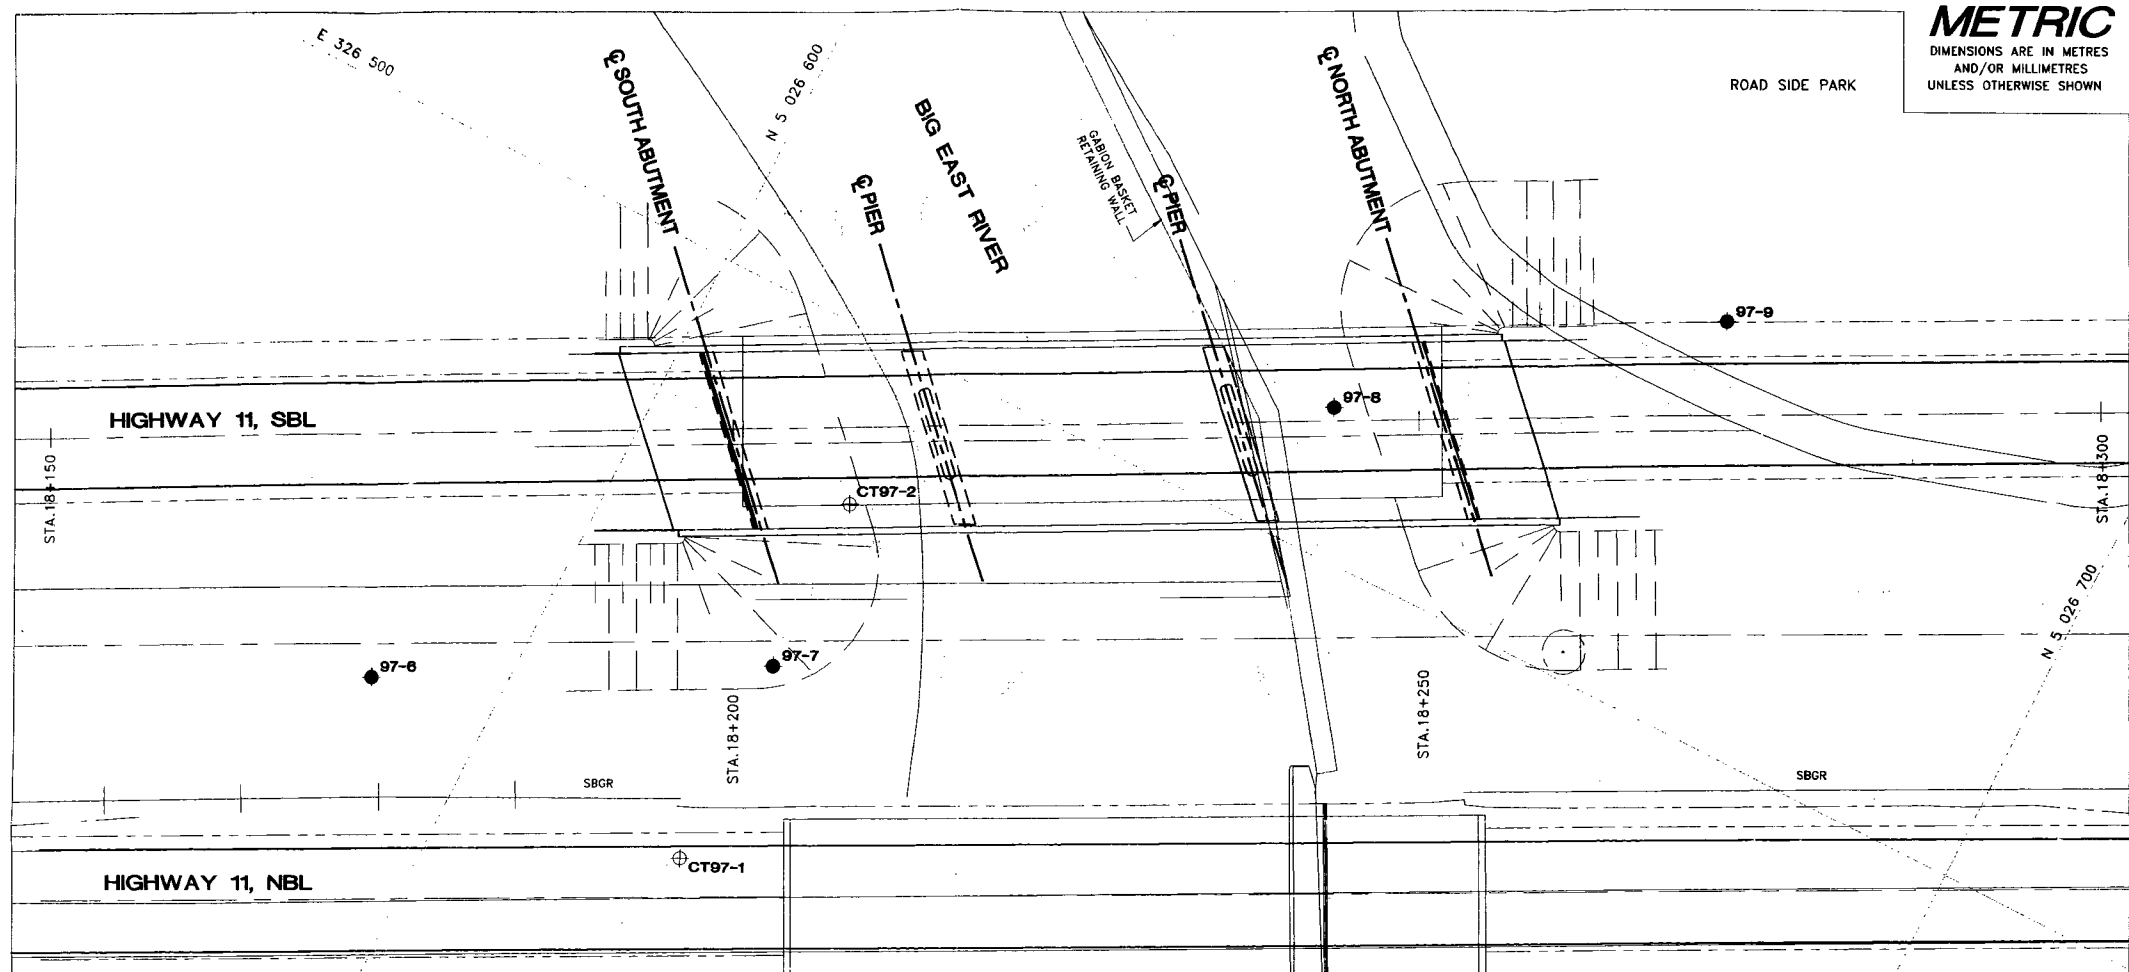 METRIC
DIMENSIONS ARE IN METRES
AND/OR MILLIMETRES
UNLESS OTHERWISE SHOWN
ROAD SIDE PARK
E 326 500
N 5 026 600
℄ SOUTH ABUTMENT
℄ PIER
BIG EAST RIVER
GABION BASKET
RETAINING WALL
℄ PIER
℄ NORTH ABUTMENT
97-9
97-8
HIGHWAY 11, SBL
STA.18+150
CT97-2
STA.18+300
97-6
97-7
N 5 026 700
STA.18+200
STA.18+250
SBGR
SBGR
CT97-1
HIGHWAY 11, NBL